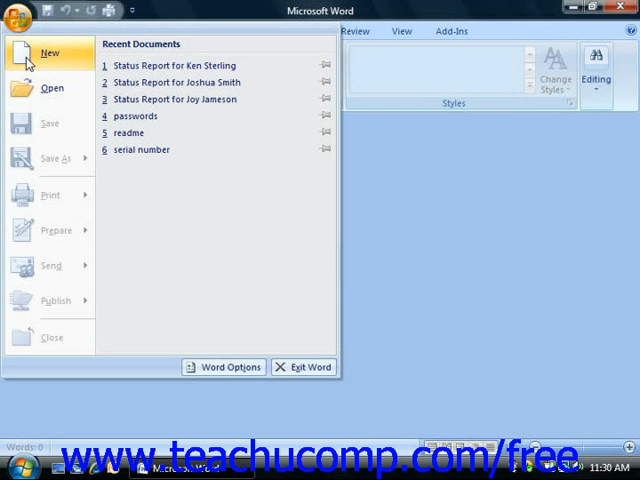 Microsoft Word
Review View Add-Ins
New
Open
Save
Save As
Print
Prepare
Send
Publish
Close
Recent Documents
1 Status Report for Ken Sterling
2 Status Report for Joshua Smith
3 Status Report for Joy Jameson
4 passwords
5 readme
6 serial number
Word Options
Exit Word
Change Styles
Editing
Styles
Words: 0
www.teachucomp.com/free
Microsoft
11:30 AM